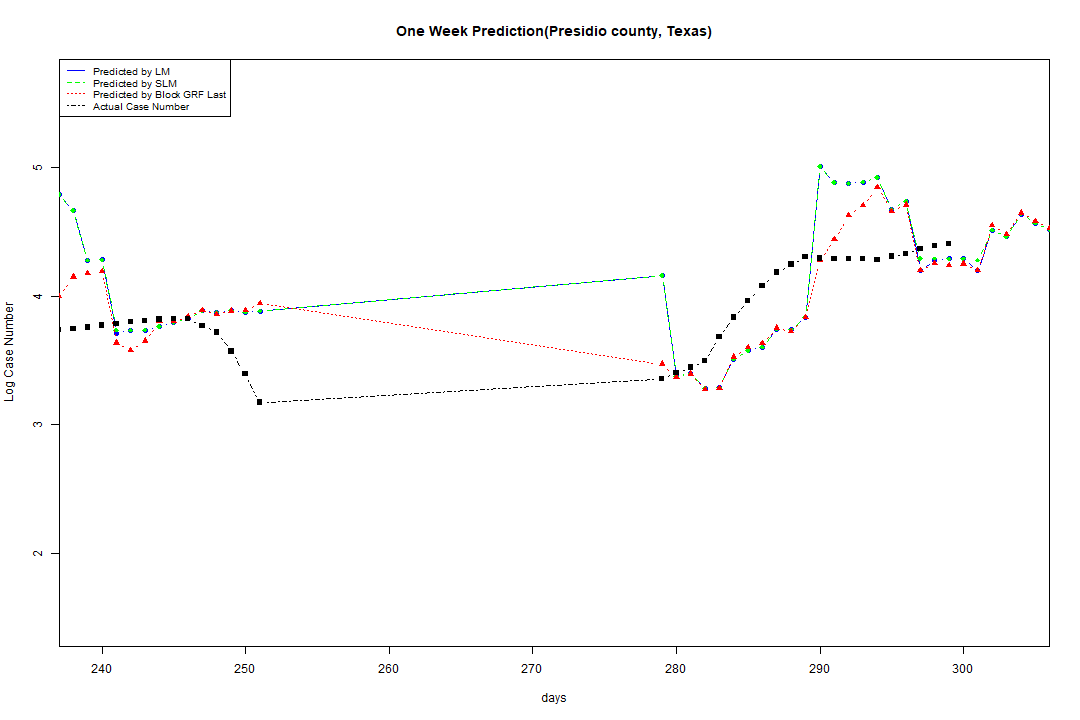 One Week Prediction(Presidio county, Texas)
Predicted by LM
Predicted by SLM
Predicted by Block GRF Last
Actual Case Number
5
4
3
2
Log Case Number
240 250 260 270 280 290 300
days